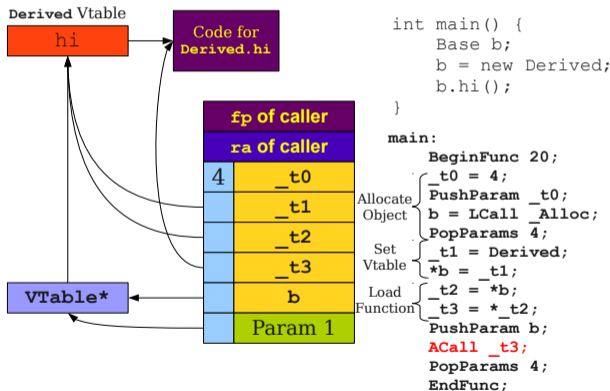 Derived Vtable
hi
Code for
Derived.hi
fp of caller
ra of caller
4 _t0
_t1
_t2
_t3
b
Param 1
VTable*
int main() {
Base b;
b = new Derived;
b.hi();
}
main:
BeginFunc 20;
_t0 = 4;
PushParam _t0;
b = LCall _Alloc;
PopParams 4;
_t1 = Derived;
*b = _t1;
_t2 = *b;
_t3 = *_t2;
PushParam b;
ACall _t3;
PopParams 4;
EndFunc;
Allocate
Object
Set
Vtable
Load
Function